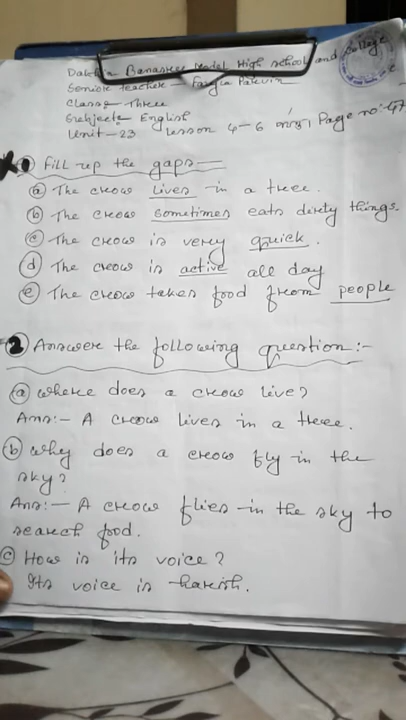 Banasree Model High school and College
Senior teacher - Parvin
Class - Three
Subject English
Unit - 23 Lesson 4-6 Page no: 47
① Fill up the gaps —
ⓐ The crow lives in a tree.
ⓑ The crow sometimes eats dirty things.
ⓒ The crow is very quick.
ⓓ The crow is active all day
ⓔ The crow takes food from people
② Answer the following question :-
ⓐ where does a crow live?
Ans:- A crow lives in a tree.
ⓑ why does a crow fly in the
sky?
Ans:- A crow flies in the sky to
search food.
ⓒ How is its voice?
Its voice is harsh.